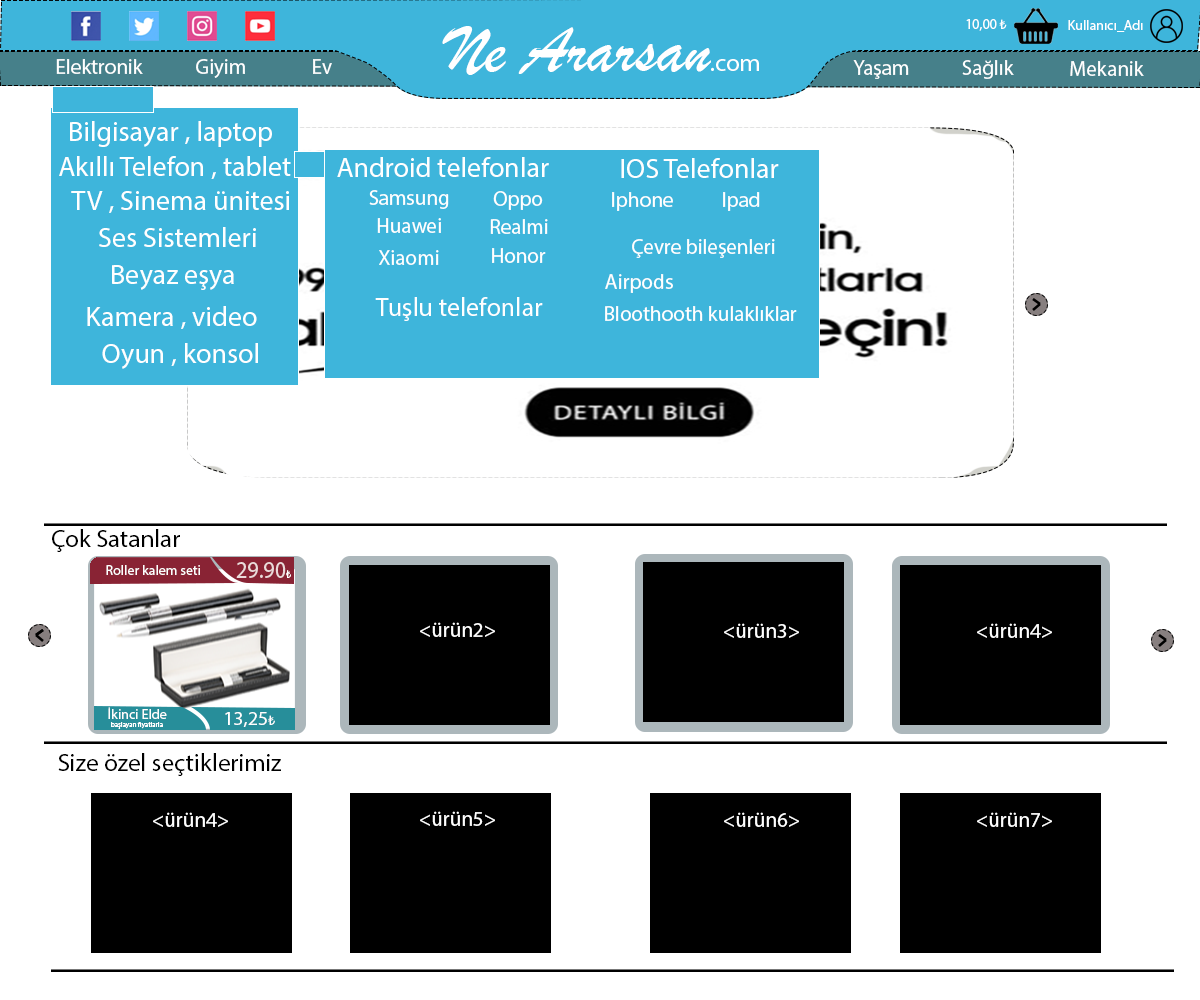 10,00 ₺
Kullanıcı_Adı
Ne Ararsan.com
Elektronik Giyim Ev
Yaşam Sağlık Mekanik
Bilgisayar , laptop
Akıllı Telefon , tablet
TV , Sinema ünitesi
Ses Sistemleri
Beyaz eşya
Kamera , video
Oyun , konsol
Android telefonlar
Samsung Oppo
Huawei Realmi
Xiaomi Honor
Tuşlu telefonlar
IOS Telefonlar
Iphone Ipad
Çevre bileşenleri
Airpods
Bloothooth kulaklıklar
DETAYLI BİLGİ
Çok Satanlar
Roller kalem seti 29.90₺
İkinci Elde
başlayan fiyatlarla
13,25₺
<ürün2>
<ürün3>
<ürün4>
Size özel seçtiklerimiz
<ürün4>
<ürün5>
<ürün6>
<ürün7>